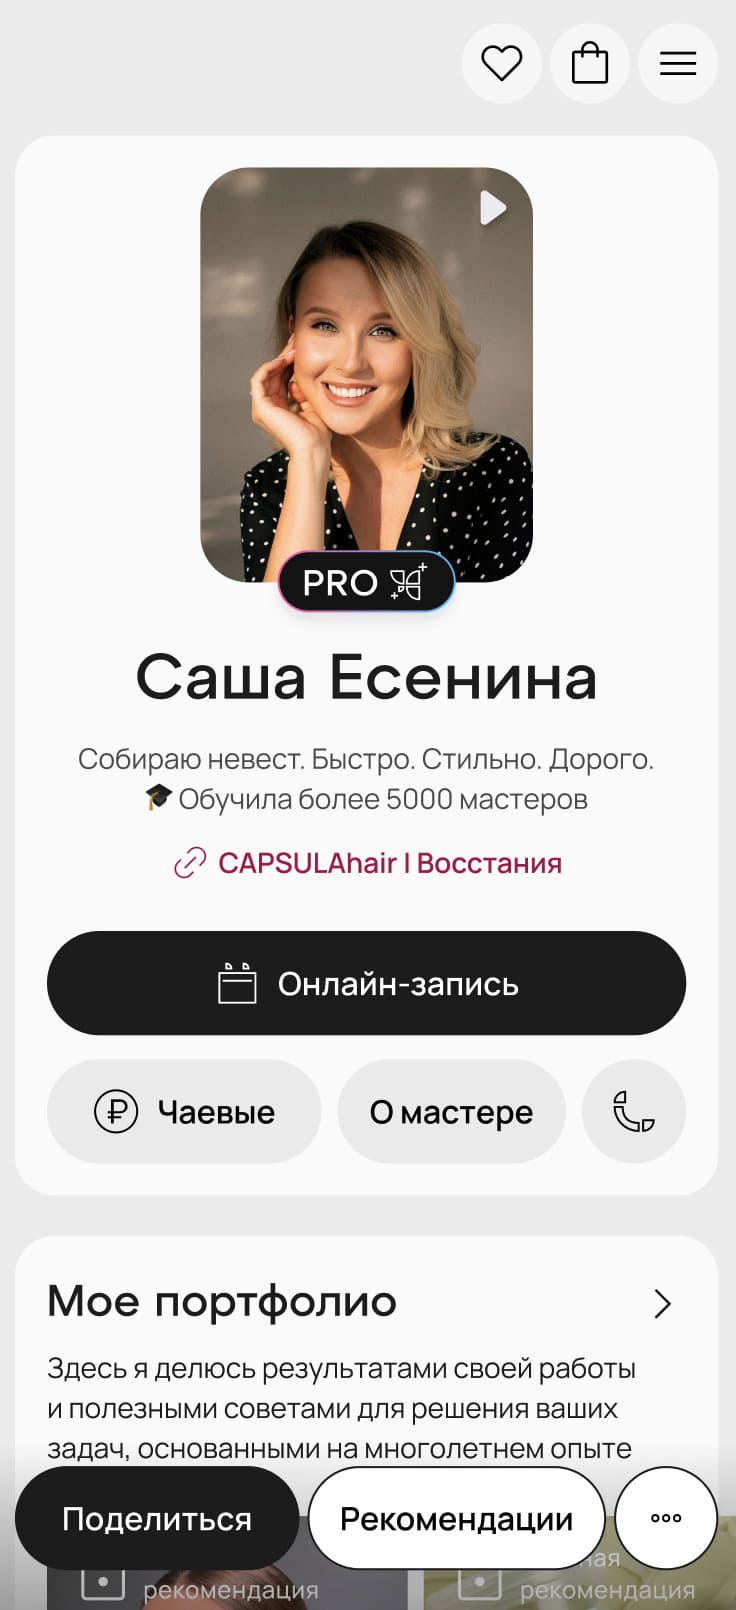 PRO
Саша Есенина
Собираю невест. Быстро. Стильно. Дорого.
🎓 Обучила более 5000 мастеров
CAPSULAhair | Восстания
Онлайн-запись
Чаевые
О мастере
Мое портфолио
Здесь я делюсь результатами своей работы
и полезными советами для решения ваших
задач, основанными на многолетнем опыте
Поделиться
Рекомендации
рекомендация
рекомендация